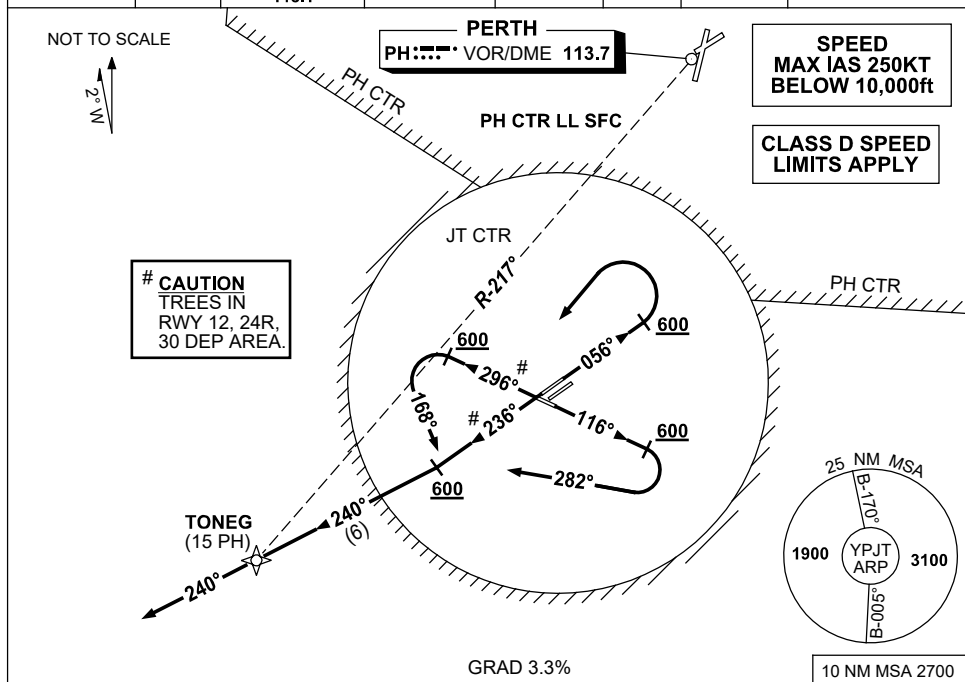 NOT TO SCALE
2° W
PERTH
PH VOR/DME 113.7
SPEED
MAX IAS 250KT
BELOW 10,000ft
PH CTR
PH CTR LL SFC
CLASS D SPEED
LIMITS APPLY
JT CTR
R-217°
# CAUTION
TREES IN
RWY 12, 24R,
30 DEP AREA.
PH CTR
600
600
296°
#
056°
168°
#
236°
116°
600
600
282°
25 NM MSA
B-170°
1900
YPJT
ARP
3100
B-005°
TONEG
(15 PH)
240°
(6)
240°
GRAD 3.3%
10 NM MSA 2700